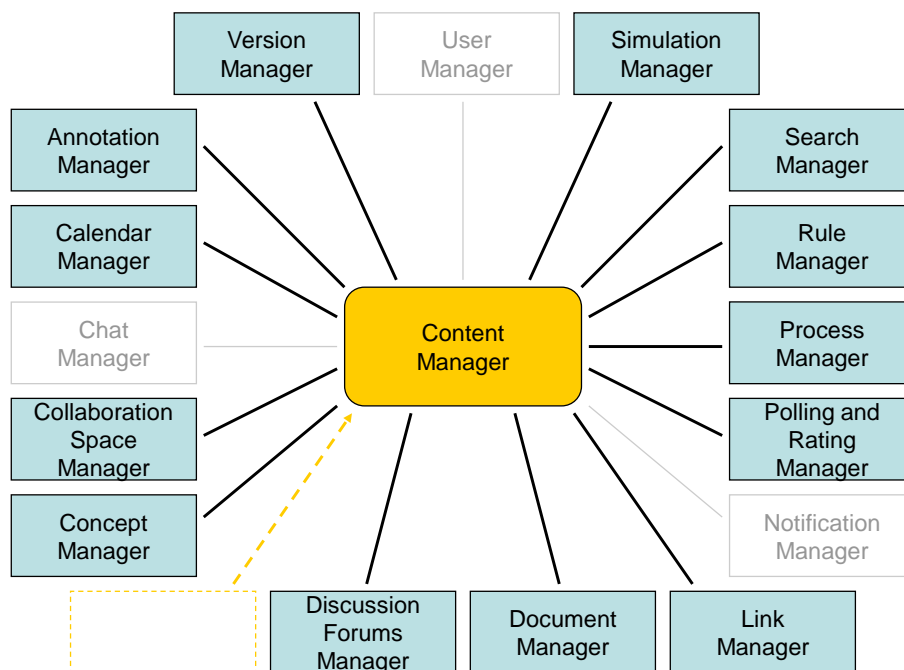 Version
Manager
User
Manager
Simulation
Manager
Annotation
Manager
Search
Manager
Calendar
Manager
Rule
Manager
Chat
Manager
Content
Manager
Process
Manager
Collaboration
Space
Manager
Polling and
Rating
Manager
Concept
Manager
Notification
Manager
Discussion
Forums
Manager
Document
Manager
Link
Manager